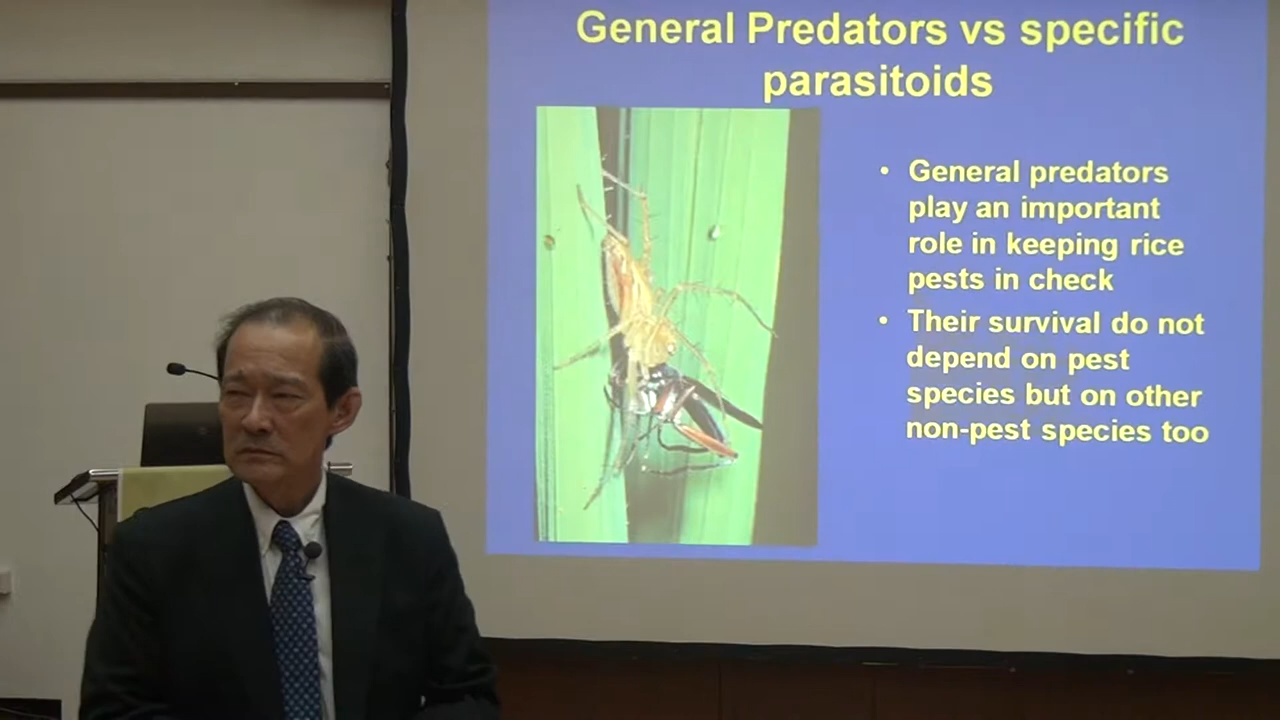 General Predators vs specific
parasitoids
• General predators
play an important
role in keeping rice
pests in check
• Their survival do not
depend on pest
species but on other
non-pest species too